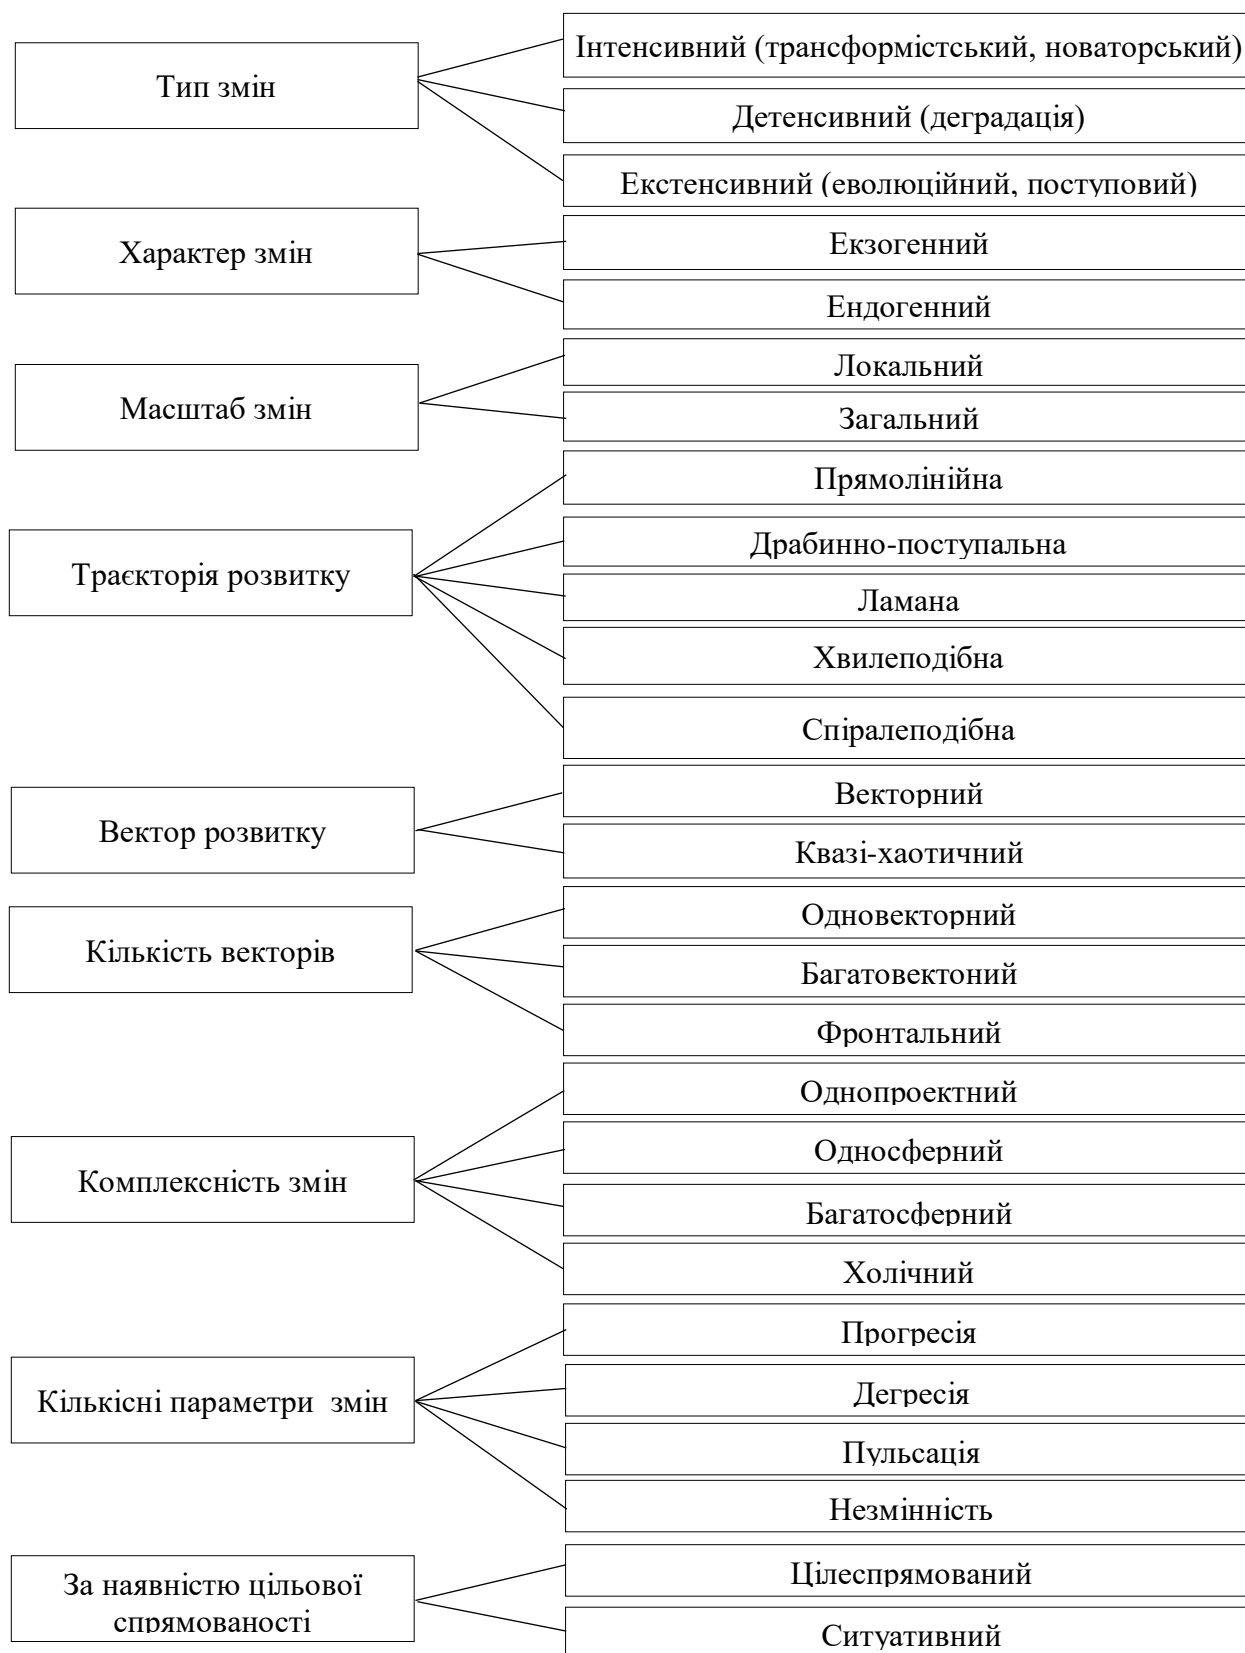 Тип змін
Інтенсивний (трансформістський, новаторський)
Детенсивний (деградація)
Екстенсивний (еволюційний, поступовий)
Характер змін
Екзогенний
Ендогенний
Масштаб змін
Локальний
Загальний
Траєкторія розвитку
Прямолінійна
Драбинно-поступальна
Ламана
Хвилеподібна
Спіралеподібна
Вектор розвитку
Векторний
Квазі-хаотичний
Кількість векторів
Одновекторний
Багатовектоний
Фронтальний
Комплексність змін
Однопроектний
Односферний
Багатосферний
Холічний
Кількісні параметри змін
Прогресія
Дегресія
Пульсація
Незмінність
За наявністю цільової
спрямованості
Цілеспрямований
Ситуативний